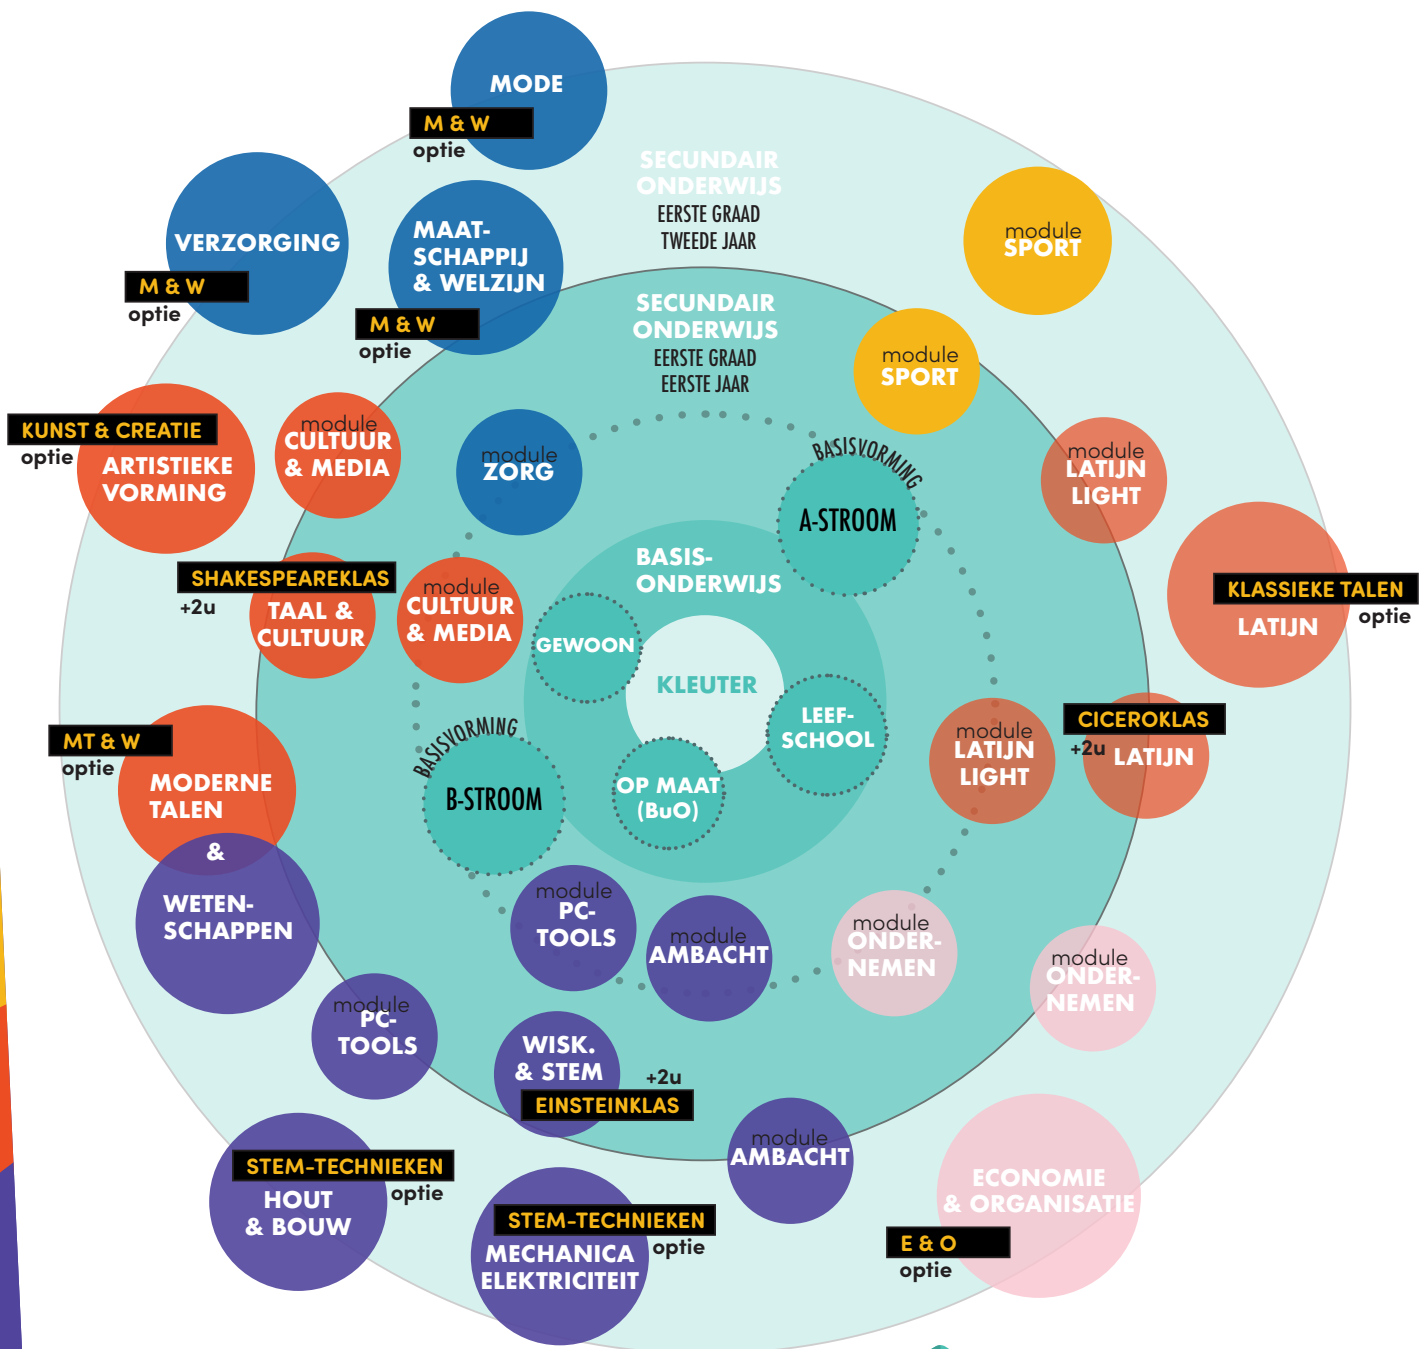 MODE
M & W
optie
SECUNDAIR
ONDERWIJS
EERSTE GRAAD
TWEEDE JAAR
VERZORGING
M & W
optie
MAAT-
SCHAPPIJ
& WELZIJN
M & W
optie
module
SPORT
SECUNDAIR
ONDERWIJS
EERSTE GRAAD
EERSTE JAAR
module
SPORT
KUNST & CREATIE
optie
ARTISTIEKE
VORMING
module
CULTUUR
& MEDIA
module
ZORG
BASISVORMING
A-STROOM
module
LATIJN
LIGHT
SHAKESPEAREKLAS
+2u
TAAL &
CULTUUR
module
CULTUUR
& MEDIA
BASIS-
ONDERWIJS
GEWOON
KLEUTER
LEEF-
SCHOOL
OP MAAT
(BuO)
KLASSIEKE TALEN
optie
LATIJN
BASISVORMING
B-STROOM
module
LATIJN
LIGHT
CICEROKLAS
+2u
LATIJN
MT & W
optie
MODERNE
TALEN
&
WETEN-
SCHAPPEN
module
PC-
TOOLS
module
AMBACHT
module
ONDER-
NEMEN
module
ONDER-
NEMEN
module
PC-
TOOLS
WISK.
& STEM
+2u
EINSTEINKLAS
module
AMBACHT
STEM-TECHNIEKEN
optie
HOUT
& BOUW
STEM-TECHNIEKEN
optie
MECHANICA
ELEKTRICITEIT
ECONOMIE
& ORGANISATIE
E & O
optie